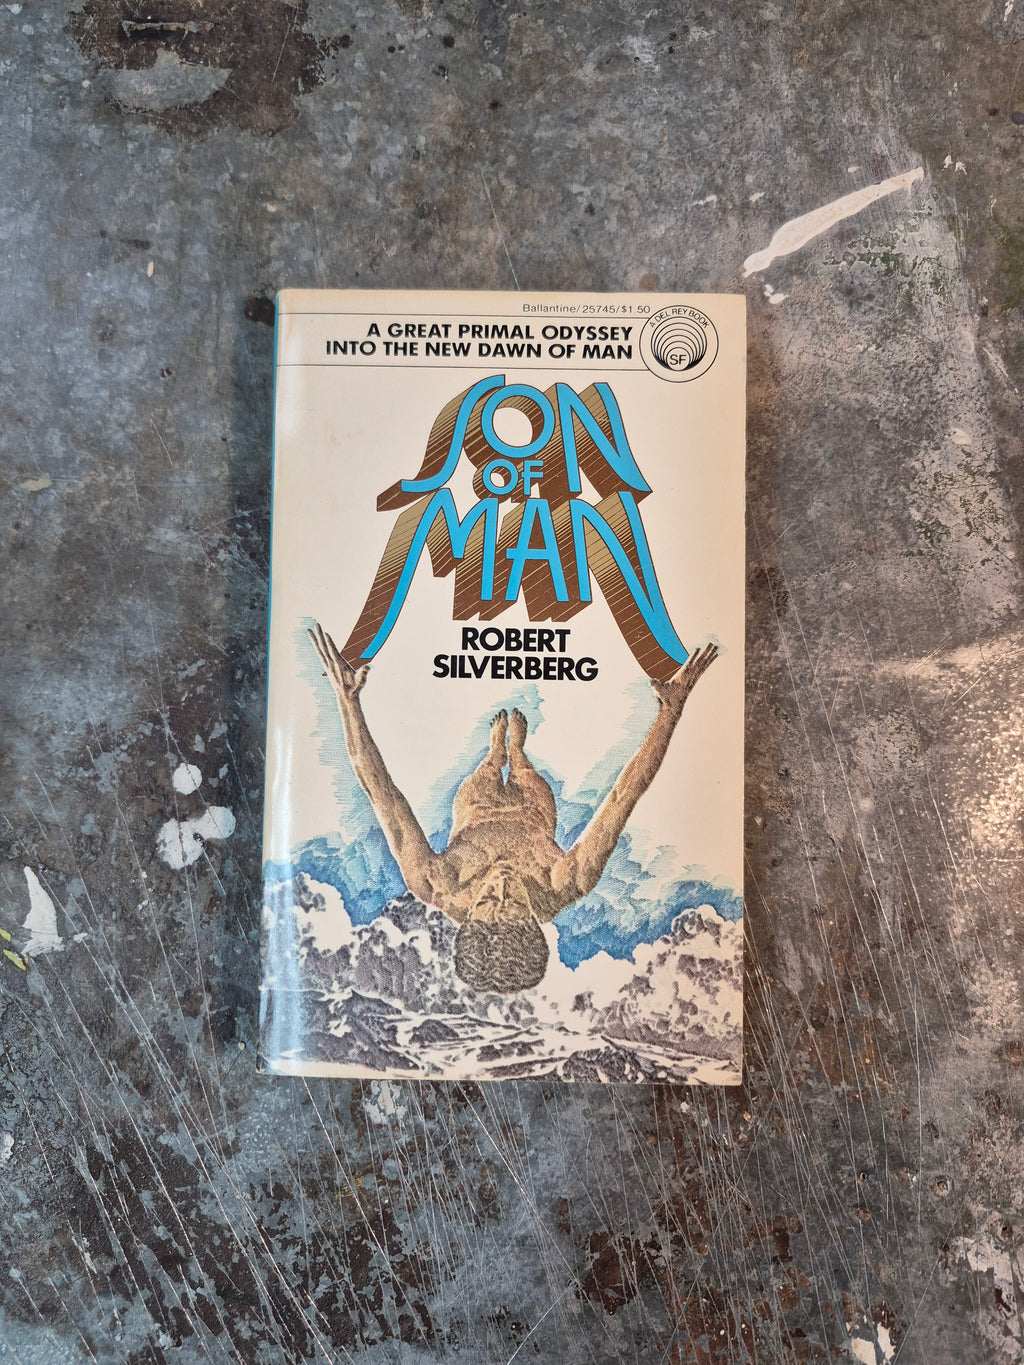 Ballantine/25745/$1.50
A GREAT PRIMAL ODYSSEY
INTO THE NEW DAWN OF MAN
A DEL REY BOOK
SF
SON
OF
MAN
ROBERT
SILVERBERG